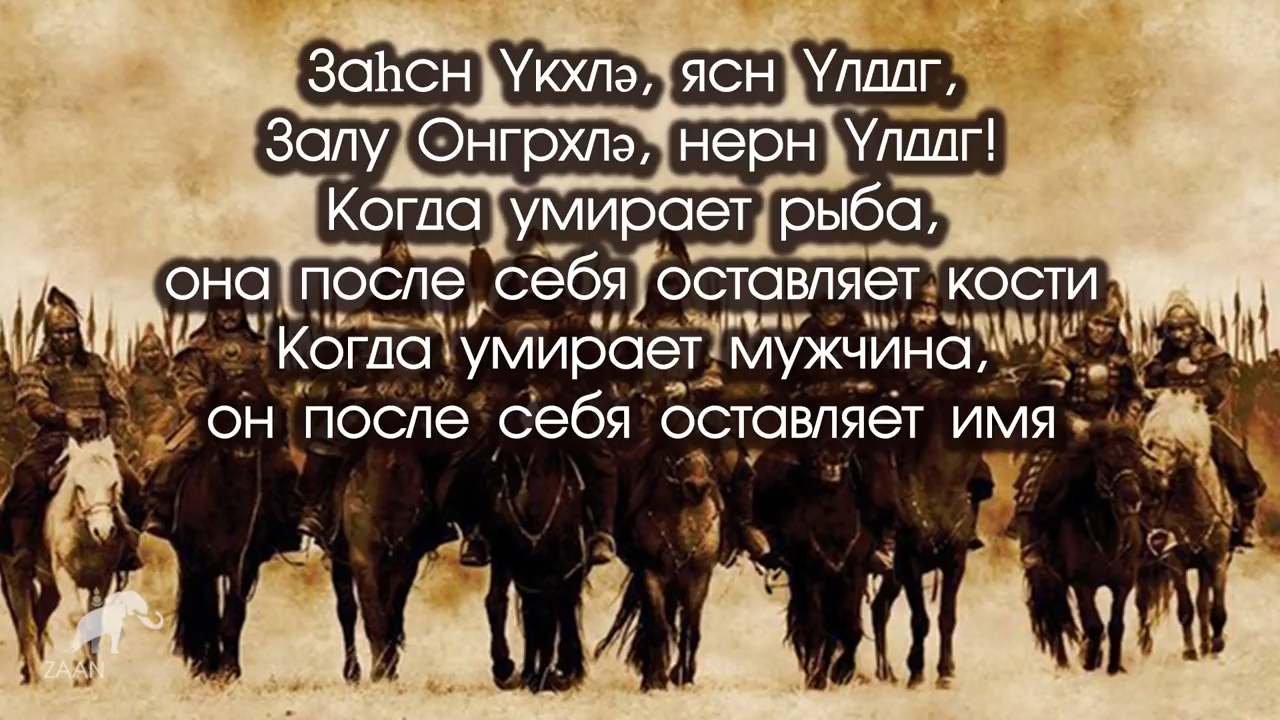 Заһсн Үкхлә, ясн Үлддг,
Залу Онгрхлә, нерн Үлддг!
Когда умирает рыба,
она после себя оставляет кости
Когда умирает мужчина,
он после себя оставляет имя
ZAAN